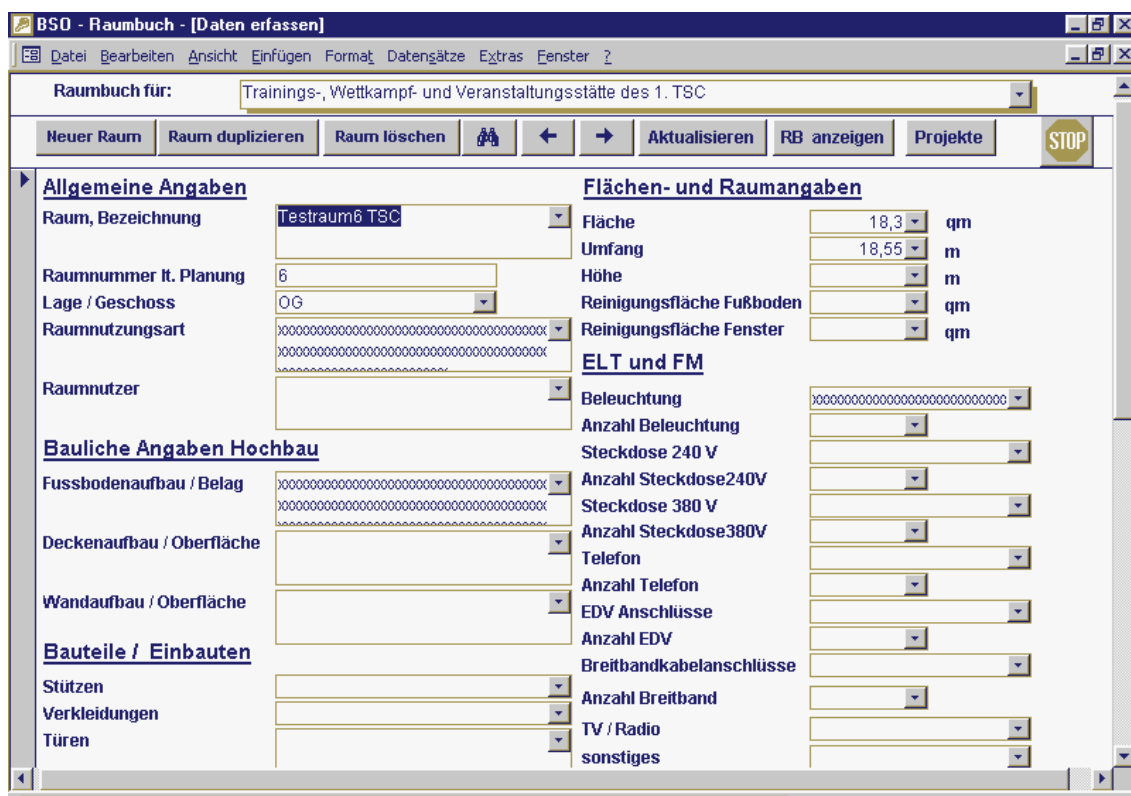 BSO - Raumbuch - [Daten erfassen]
Datei Bearbeiten Ansicht Einfügen Format Datensätze Extras Fenster ?
Raumbuch für: Trainings-, Wettkampf- und Veranstaltungsstätte des 1. TSC
Neuer Raum Raum duplizieren Raum löschen Aktualisieren RB anzeigen Projekte STOP
Allgemeine Angaben
Raum, Bezeichnung Testraum6 TSC
Raumnummer lt. Planung 6
Lage / Geschoss OG
Raumnutzungsart
Raumnutzer
Bauliche Angaben Hochbau
Fussbodenaufbau / Belag
Deckenaufbau / Oberfläche
Wandaufbau / Oberfläche
Bauteile / Einbauten
Stützen
Verkleidungen
Türen
Flächen- und Raumangaben
Fläche 18,3 qm
Umfang 18,55 m
Höhe m
Reinigungsfläche Fußboden qm
Reinigungsfläche Fenster qm
ELT und FM
Beleuchtung
Anzahl Beleuchtung
Steckdose 240 V
Anzahl Steckdose240V
Steckdose 380 V
Anzahl Steckdose380V
Telefon
Anzahl Telefon
EDV Anschlüsse
Anzahl EDV
Breitbandkabelanschlüsse
Anzahl Breitband
TV / Radio
sonstiges